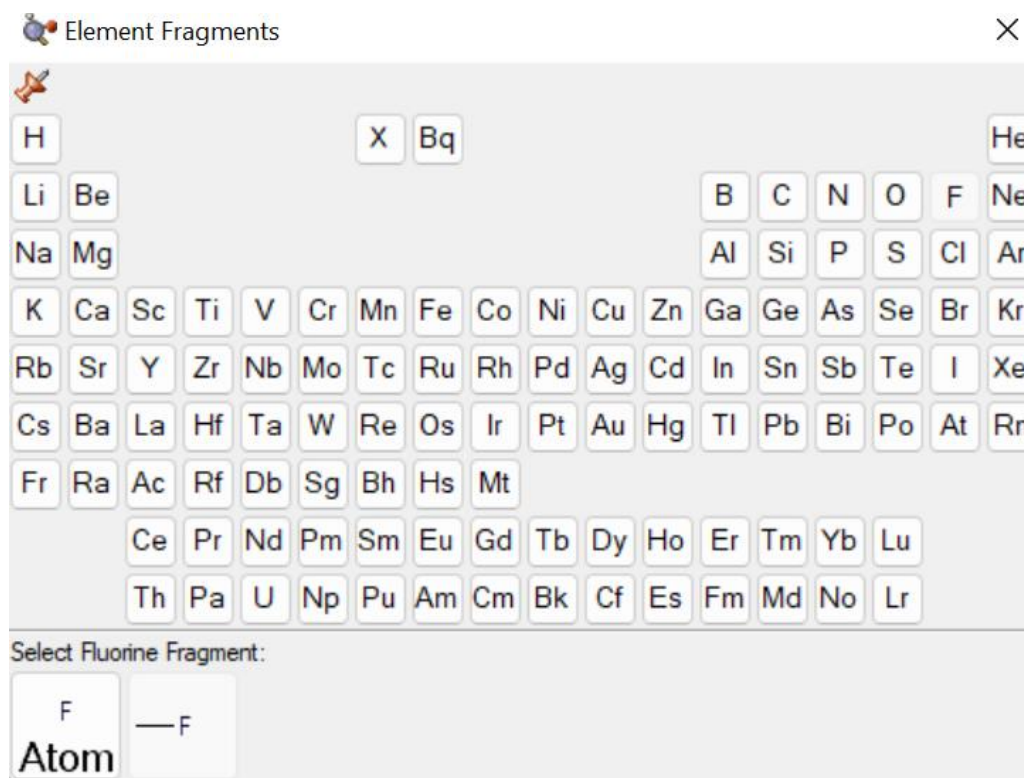 Element Fragments
H X Bq He
Li Be B C N O F Ne
Na Mg Al Si P S Cl Ar
K Ca Sc Ti V Cr Mn Fe Co Ni Cu Zn Ga Ge As Se Br Kr
Rb Sr Y Zr Nb Mo Tc Ru Rh Pd Ag Cd In Sn Sb Te I Xe
Cs Ba La Hf Ta W Re Os Ir Pt Au Hg Tl Pb Bi Po At Rn
Fr Ra Ac Rf Db Sg Bh Hs Mt
Ce Pr Nd Pm Sm Eu Gd Tb Dy Ho Er Tm Yb Lu
Th Pa U Np Pu Am Cm Bk Cf Es Fm Md No Lr
Select Fluorine Fragment:
F —F
Atom